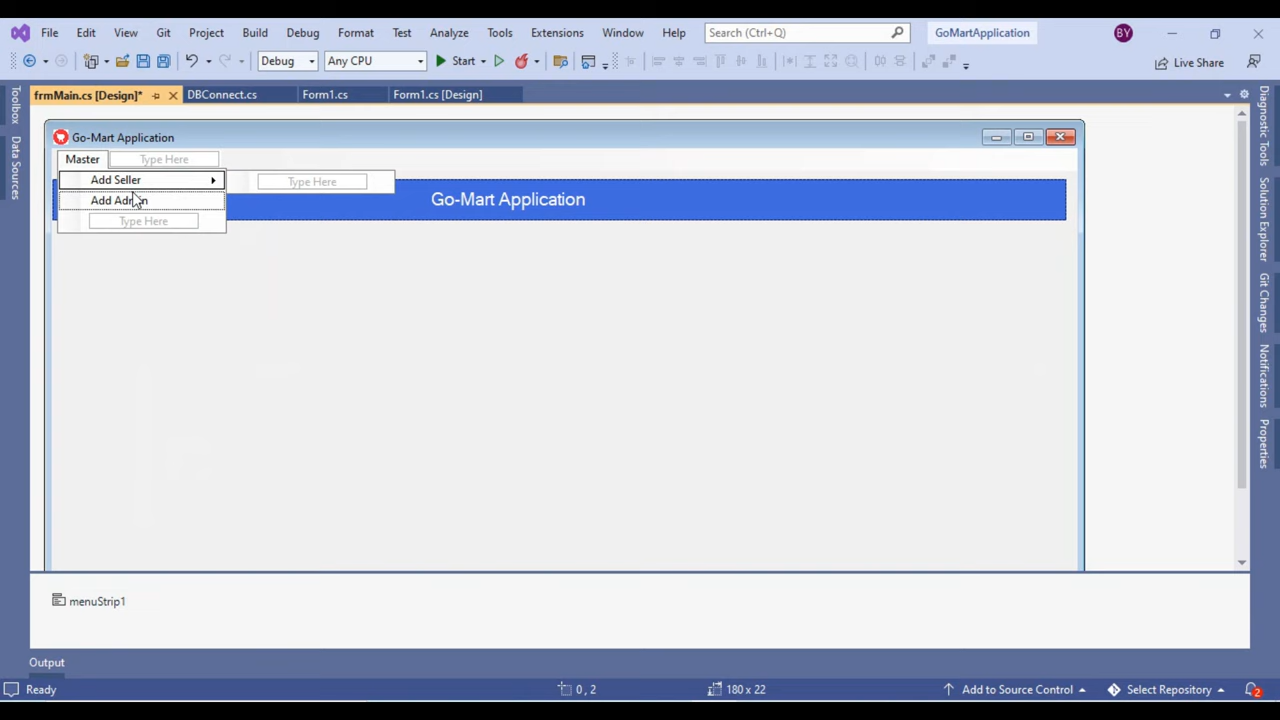 File Edit View Git Project Build Debug Format Test Analyze Tools Extensions Window Help Search (Ctrl+Q) GoMartApplication BY
Debug Any CPU Start Live Share
frmMain.cs [Design]* DBConnect.cs Form1.cs Form1.cs [Design]
Toolbox
Data Sources
Go-Mart Application
Master Type Here
Add Seller Type Here
Add Admin
Type Here
Go-Mart Application
Diagnostic Tools
Solution Explorer
Git Changes
Notifications
Properties
menuStrip1
Output
Ready 0 , 2 180 x 22 Add to Source Control Select Repository 2